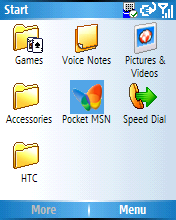 Start
Games
Voice Notes
Pictures &
Videos
Accessories
Pocket MSN
Speed Dial
HTC
More
Menu